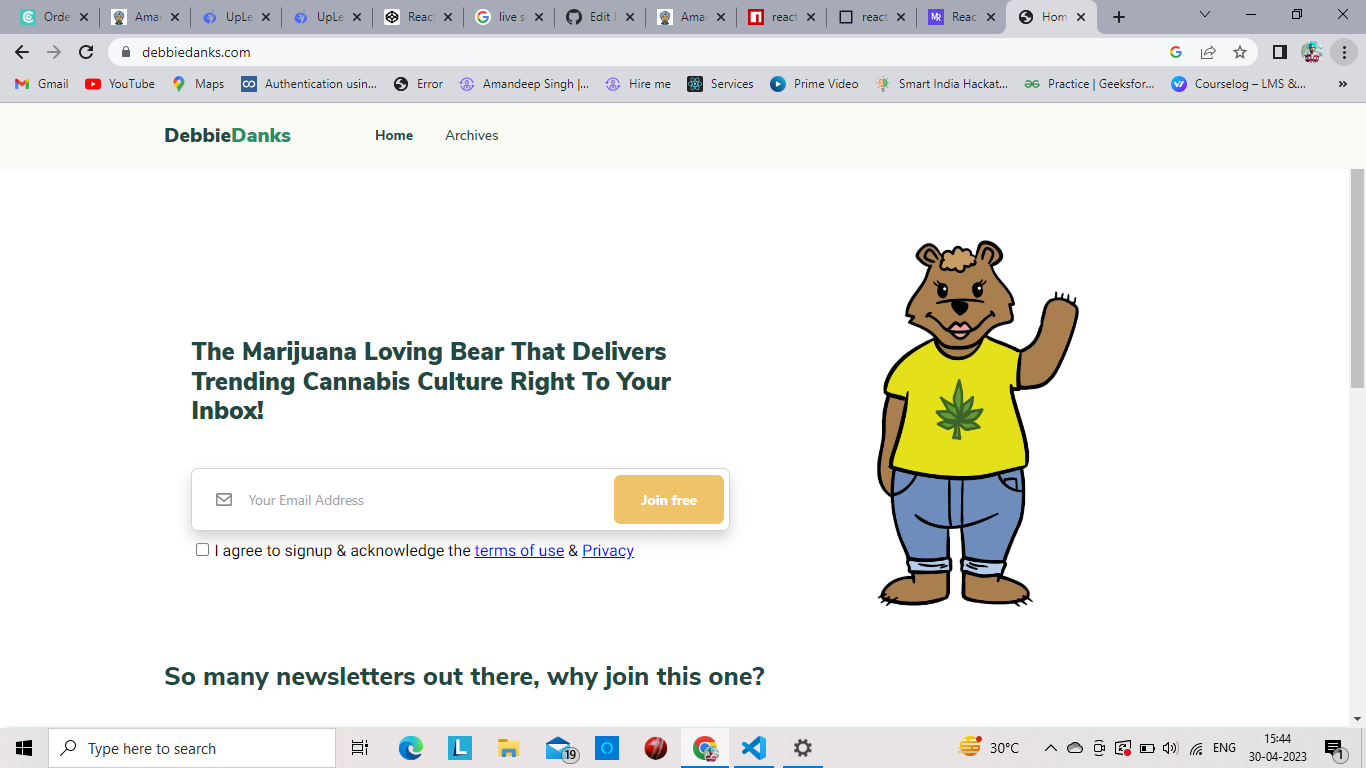 Orde
Amar
UpLe
UpLe
React
live s
Edit
Amar
react
react
Reac
Hom
debbiedanks.com
Gmail
YouTube
Maps
Authentication usin...
Error
Amandeep Singh |...
Hire me
Services
Prime Video
Smart India Hackat...
Practice | Geeksfor...
Courselog – LMS &...
»
DebbieDanks
Home
Archives
The Marijuana Loving Bear That Delivers
Trending Cannabis Culture Right To Your
Inbox!
Your Email Address
Join free
I agree to signup & acknowledge the terms of use & Privacy
So many newsletters out there, why join this one?
Type here to search
19
30°C
ENG
15:44
30-04-2023
1